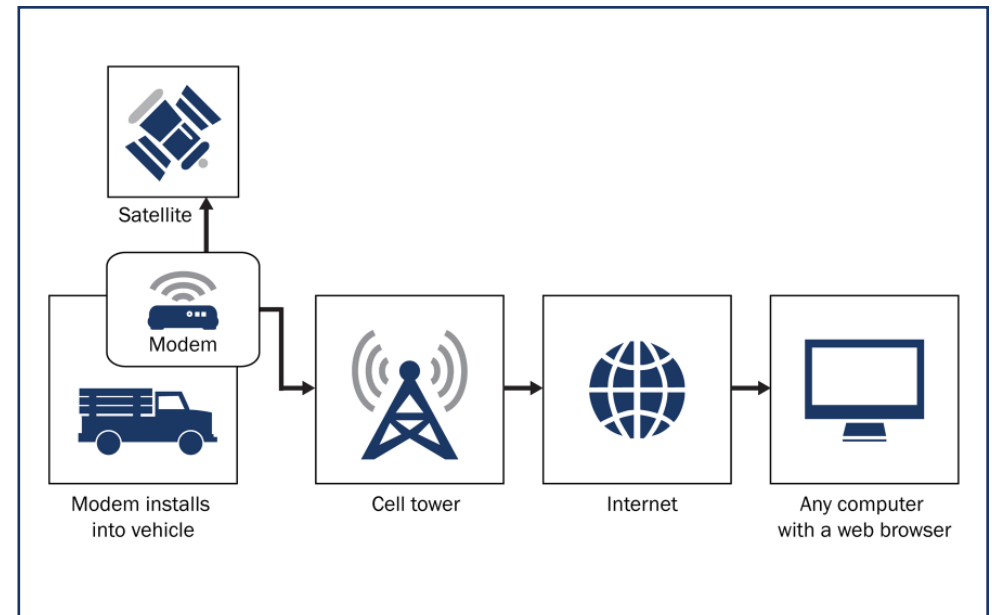 Satellite
Modem
Modem installs
into vehicle
Cell tower
Internet
Any computer
with a web browser